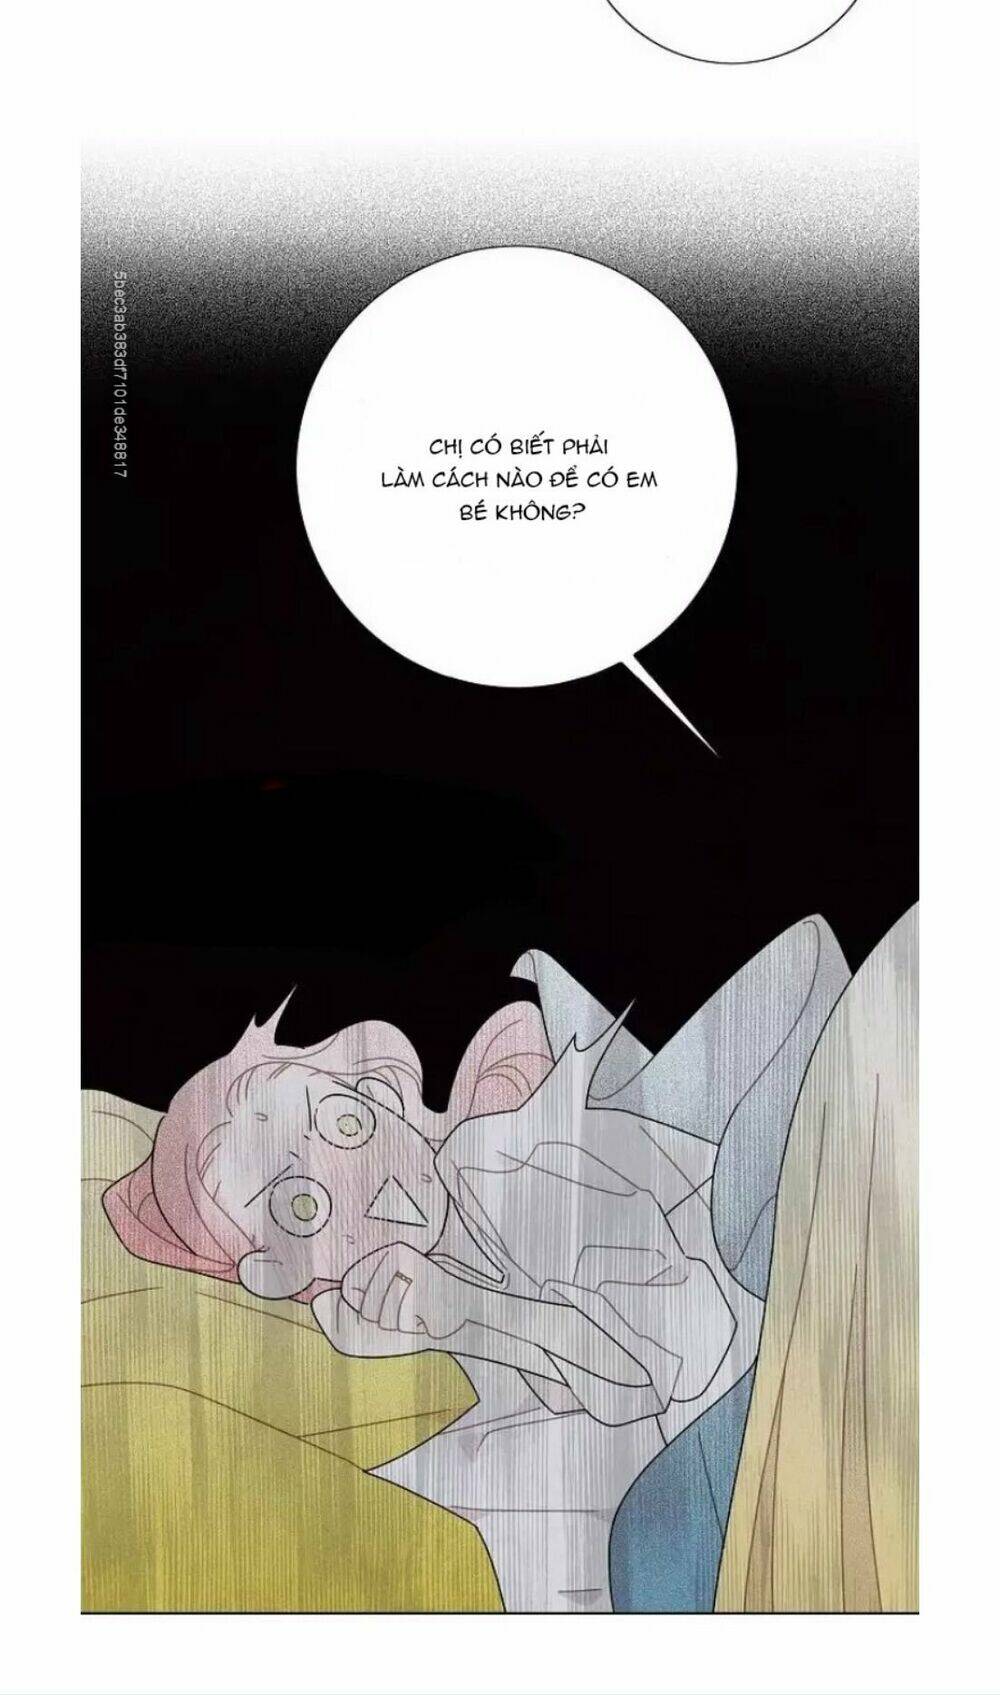 5bec3ab383df7101de348817
CHỊ CÓ BIẾT PHẢI
LÀM CÁCH NÀO ĐỂ CÓ EM
BÉ KHÔNG?